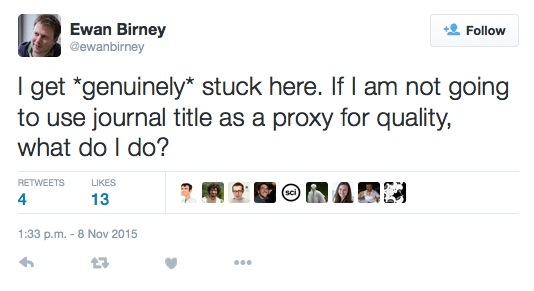 Ewan Birney
@ewanbirney
Follow
I get *genuinely* stuck here. If I am not going
to use journal title as a proxy for quality,
what do I do?
RETWEETS LIKES
4 13
sci
1:33 p.m. - 8 Nov 2015